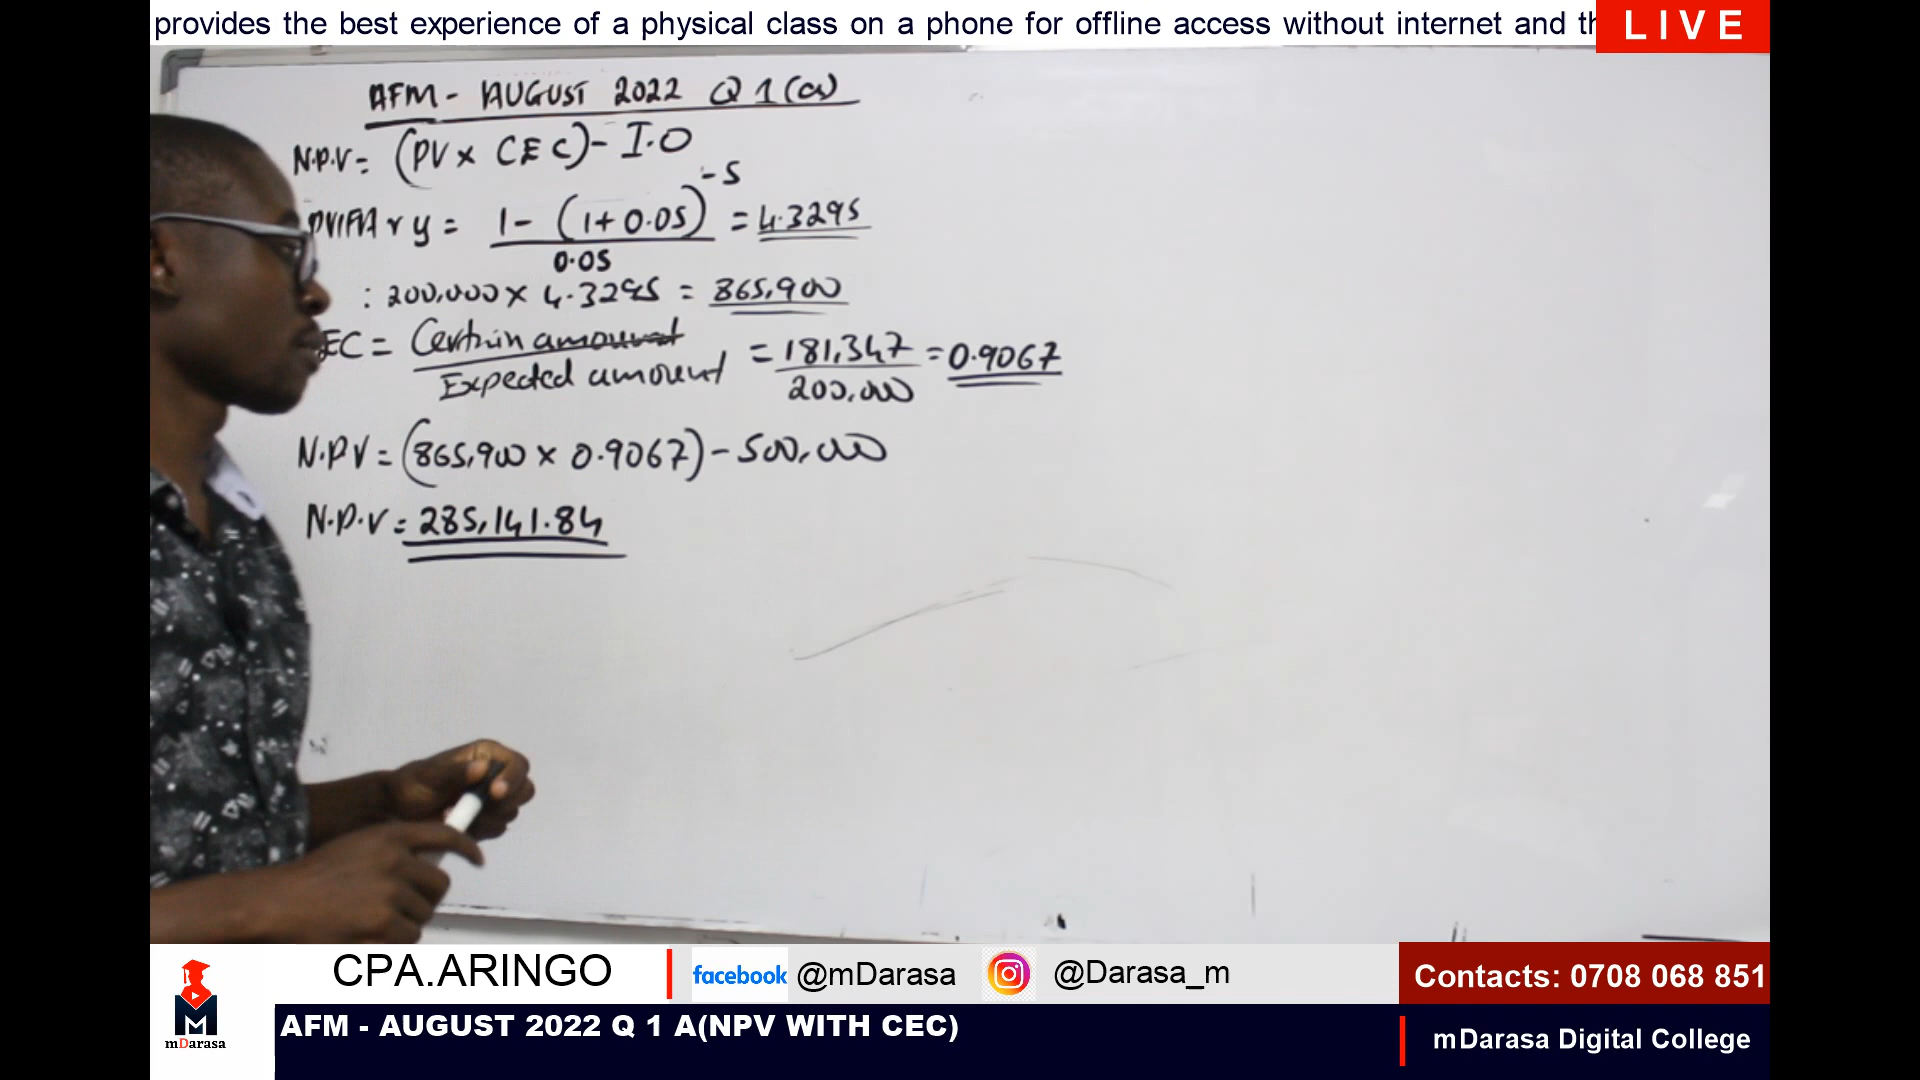 provides the best experience of a physical class on a phone for offline access without internet and th
LIVE
AFM - AUGUST 2022 Q1(a)
N.P.V = (PV x CEC) - I.O
PVIFA r y = 1 - (1 + 0.05)^-5 / 0.05 = 4.3295
: 200,000 x 4.3295 = 865,900
EC = Certain amount / Expected amount = 181,347 / 200,000 = 0.9067
N.P.V = (865,900 x 0.9067) - 500,000
N.P.V = 285,141.84
CPA.ARINGO
facebook @mDarasa
@Darasa_m
Contacts: 0708 068 851
M
mDarasa
AFM - AUGUST 2022 Q 1 A(NPV WITH CEC)
mDarasa Digital College